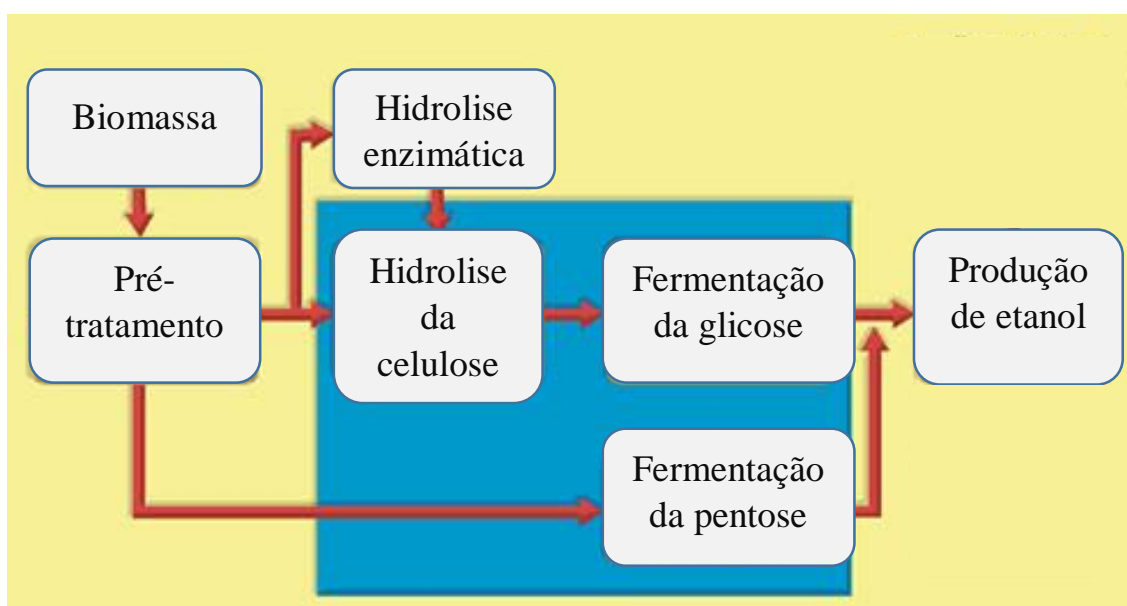 Biomassa
Hidrolise
enzimática
Pré-
tratamento
Hidrolise
da
celulose
Fermentação
da glicose
Produção
de etanol
Fermentação
da pentose